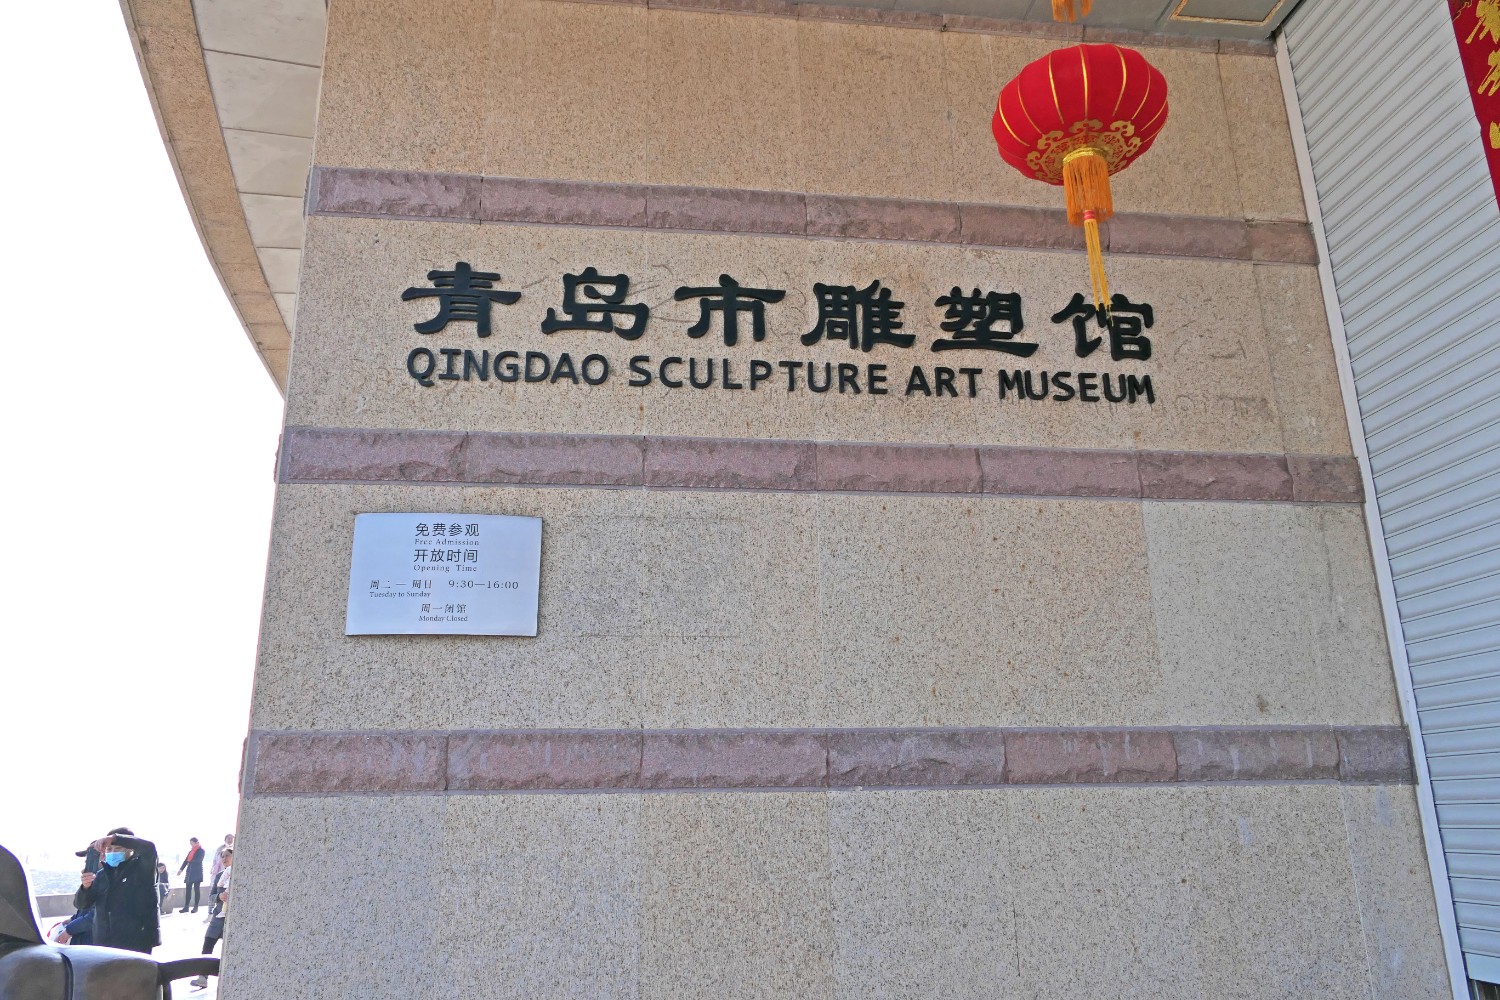 青岛市雕塑馆
QINGDAO SCULPTURE ART MUSEUM
免费参观
Free Admission
开放时间
Opening Time
周二—周日 9:30—16:00
Tuesday to Sunday
周一闭馆
Monday Closed